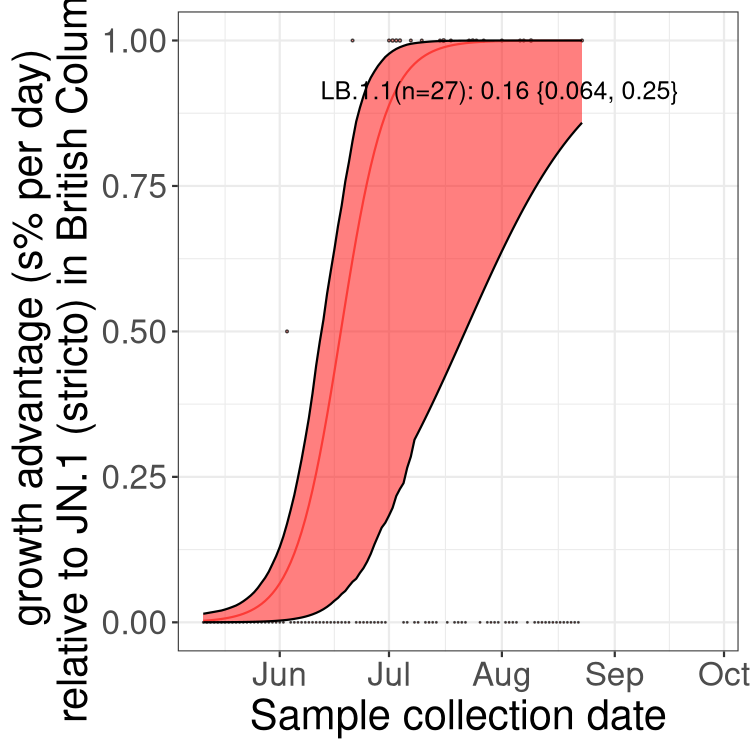 growth advantage (s% per day)
relative to JN.1 (stricto) in British Colum
1.00
0.75
0.50
0.25
0.00
LB.1.1(n=27): 0.16 {0.064, 0.25}
Jun Jul Aug Sep Oct
Sample collection date